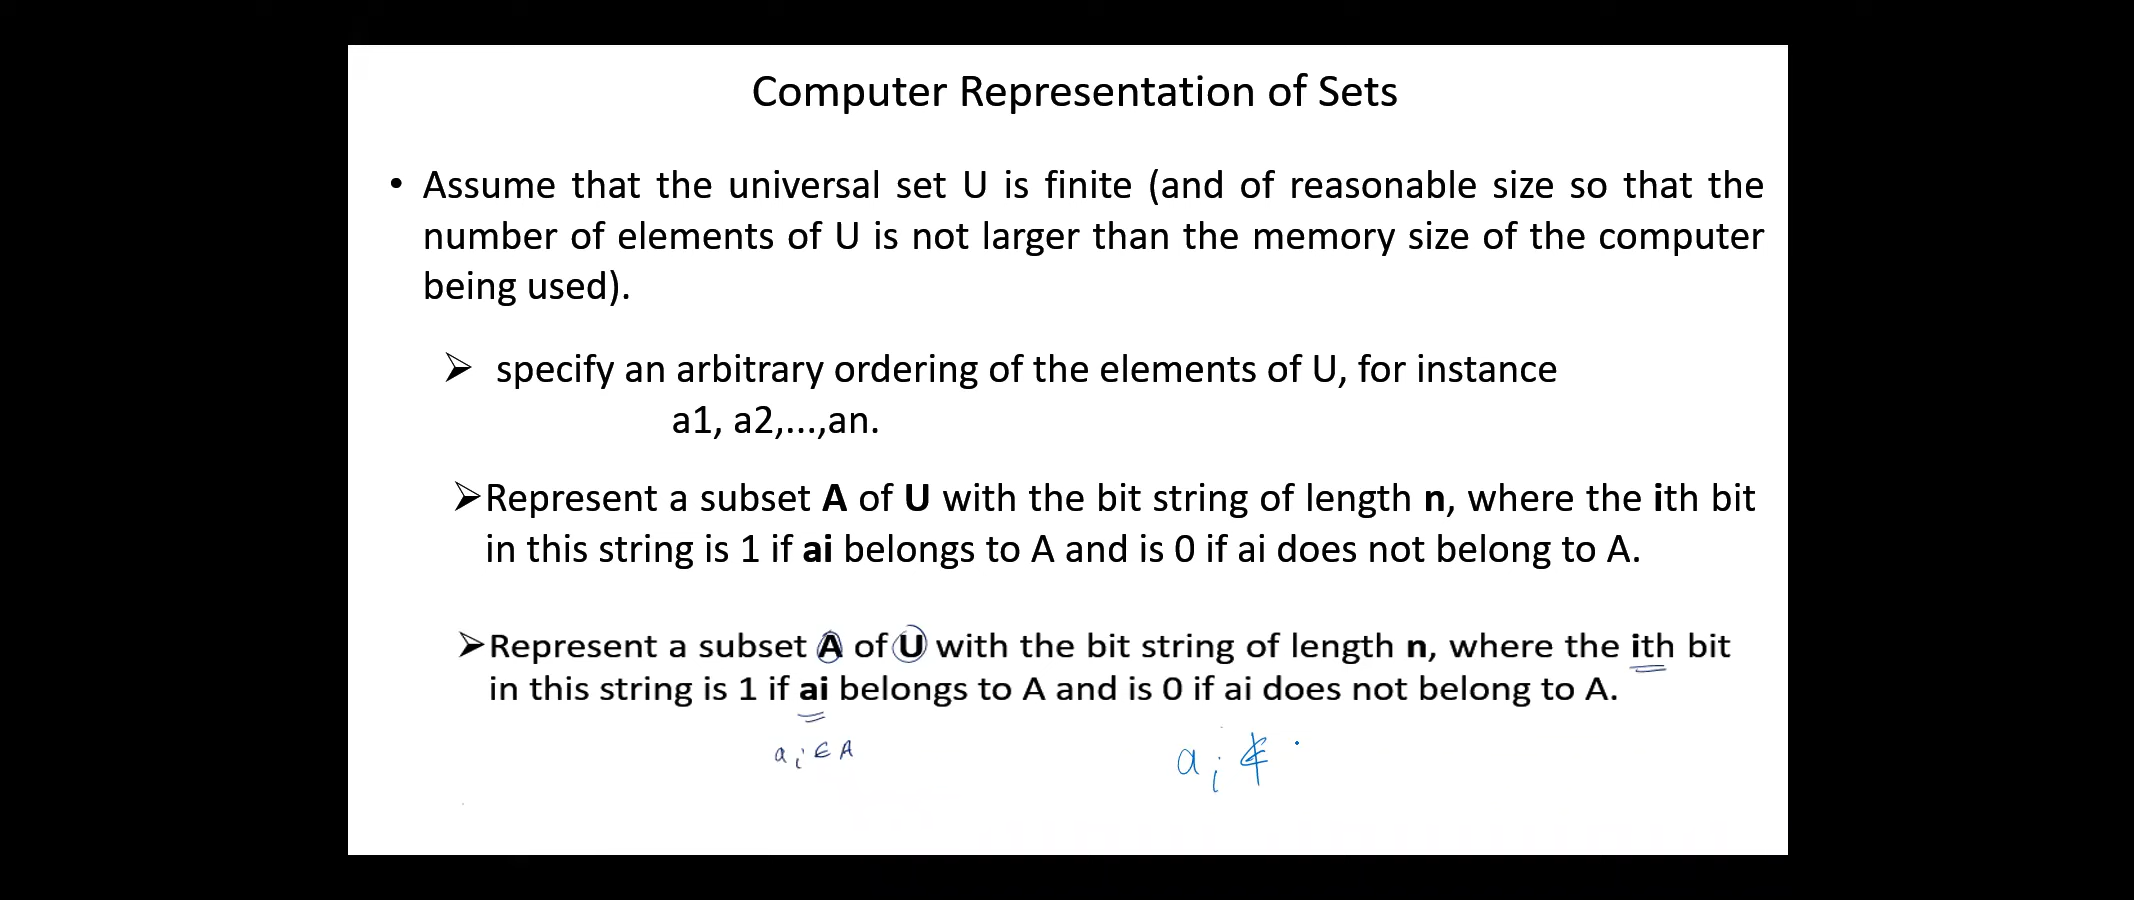 Computer Representation of Sets
• Assume that the universal set U is finite (and of reasonable size so that the
number of elements of U is not larger than the memory size of the computer
being used).
➢ specify an arbitrary ordering of the elements of U, for instance
a1, a2,...,an.
➢Represent a subset A of U with the bit string of length n, where the ith bit
in this string is 1 if ai belongs to A and is 0 if ai does not belong to A.
➢Represent a subset A of U with the bit string of length n, where the ith bit
in this string is 1 if ai belongs to A and is 0 if ai does not belong to A.
aᵢ ∈ A aᵢ ∉